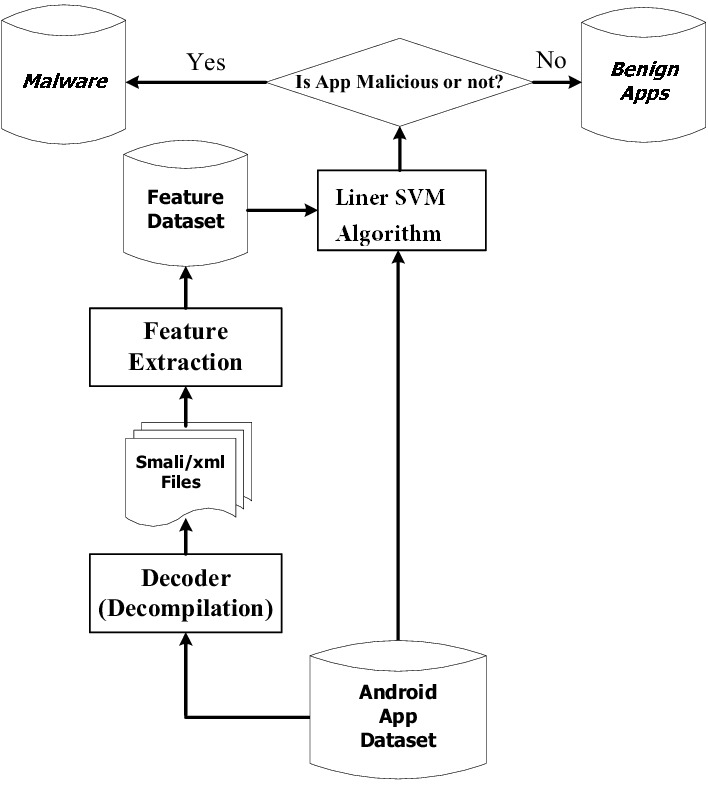 Malware
Yes
Is App Malicious or not?
No
Benign
Apps
Feature
Dataset
Liner SVM
Algorithm
Feature
Extraction
Smali/xml
Files
Decoder
(Decompilation)
Android
App
Dataset